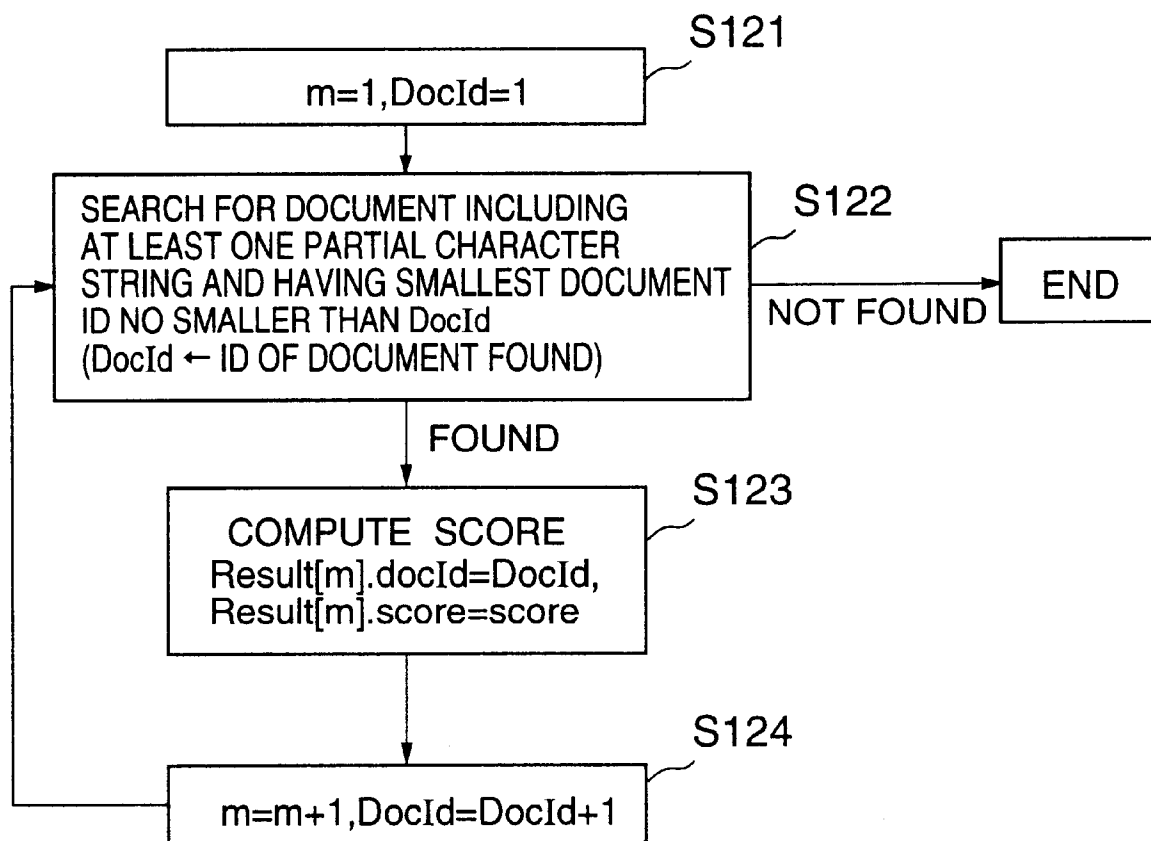 S121
m=1,DocId=1
SEARCH FOR DOCUMENT INCLUDING
AT LEAST ONE PARTIAL CHARACTER
STRING AND HAVING SMALLEST DOCUMENT
ID NO SMALLER THAN DocId
(DocId ← ID OF DOCUMENT FOUND)
S122
NOT FOUND
END
FOUND
S123
COMPUTE SCORE
Result[m].docId=DocId,
Result[m].score=score
S124
m=m+1,DocId=DocId+1